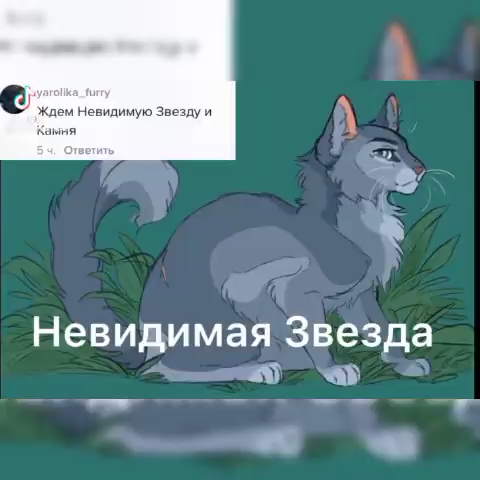 yarolika_furry
Ждем Невидимую Звезду и
Камня
5 ч. Ответить
Невидимая Звезда